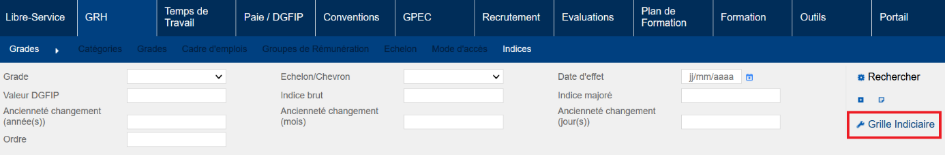 Libre-Service GRH Temps de Travail Paie / DGFIP Conventions GPEC Recrutement Evaluations Plan de Formation Formation Outils Portail
Grades Catégories Grades Cadre d'emplois Groupes de Rémunération Echelon Mode d'accès Indices
Grade Echelon/Chevron Date d'effet jj/mm/aaaa Rechercher
Valeur DGFIP Indice brut Indice majoré
Ancienneté changement (année(s)) Ancienneté changement (mois) Ancienneté changement (jour(s)) Grille Indiciaire
Ordre